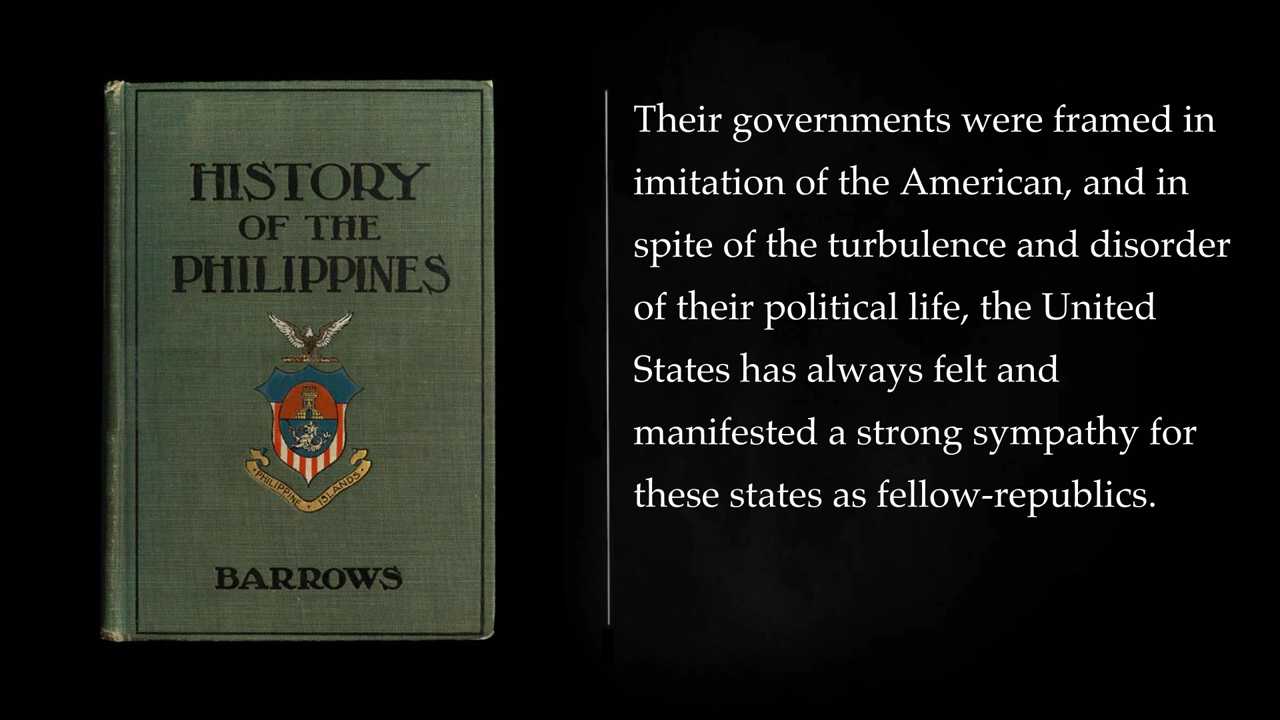 HISTORY
OF THE
PHILIPPINES
PHILIPPINE ISLANDS
BARROWS
Their governments were framed in
imitation of the American, and in
spite of the turbulence and disorder
of their political life, the United
States has always felt and
manifested a strong sympathy for
these states as fellow-republics.